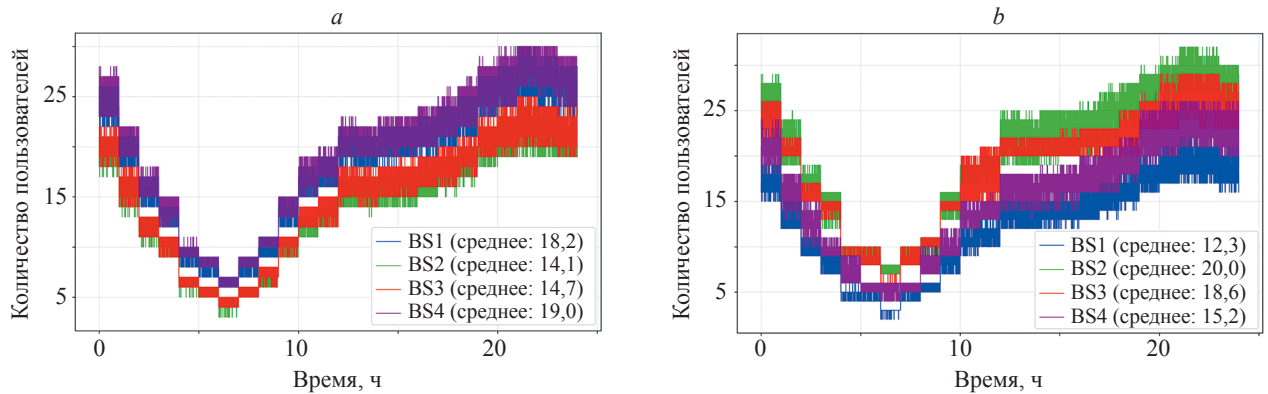 a
Количество пользователей
25
15
5
BS1 (среднее: 18,2)
BS2 (среднее: 14,1)
BS3 (среднее: 14,7)
BS4 (среднее: 19,0)
0
10
20
Время, ч
b
Количество пользователей
25
15
5
BS1 (среднее: 12,3)
BS2 (среднее: 20,0)
BS3 (среднее: 18,6)
BS4 (среднее: 15,2)
0
10
20
Время, ч